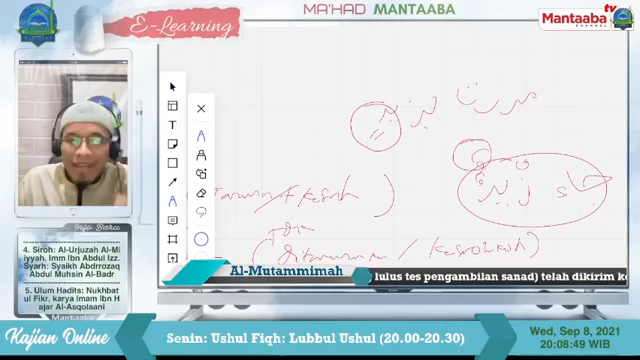 E-Learning
MA'HAD MANTAABA
Mantaaba tv
مررت بزيد
جاء زيد
Info Baru
4. Siroh: Al-Urjuzah Al-Mi
iyyah, Imm Ibn Abdul Izz.
Syarh: Syaikh Abdrrozaq
Abdul Muhsin Al-Badr
5. Ulum Hadits: Nukhbat
ul Fikr, karya Imam Ibn H
ajar Al-Asqolaani
Al-Mutammimah
lulus tes pengambilan sanad) telah dikirim ke
Kajian Online
Senin: Ushul Fiqh: Lubbul Ushul (20.00-20.30)
Wed, Sep 8, 2021
20:08:49 WIB